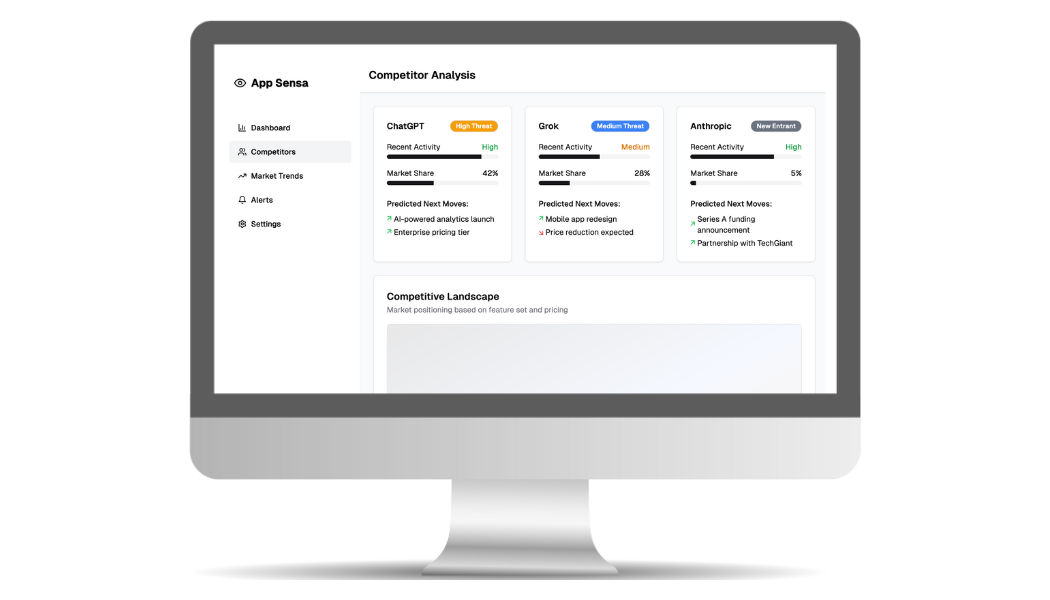 App Sensa
Dashboard
Competitors
Market Trends
Alerts
Settings
Competitor Analysis
ChatGPT
High Threat
Recent Activity
High
Market Share
42%
Predicted Next Moves:
AI-powered analytics launch
Enterprise pricing tier
Grok
Medium Threat
Recent Activity
Medium
Market Share
28%
Predicted Next Moves:
Mobile app redesign
Price reduction expected
Anthropic
New Entrant
Recent Activity
High
Market Share
5%
Predicted Next Moves:
Series A funding
announcement
Partnership with TechGiant
Competitive Landscape
Market positioning based on feature set and pricing